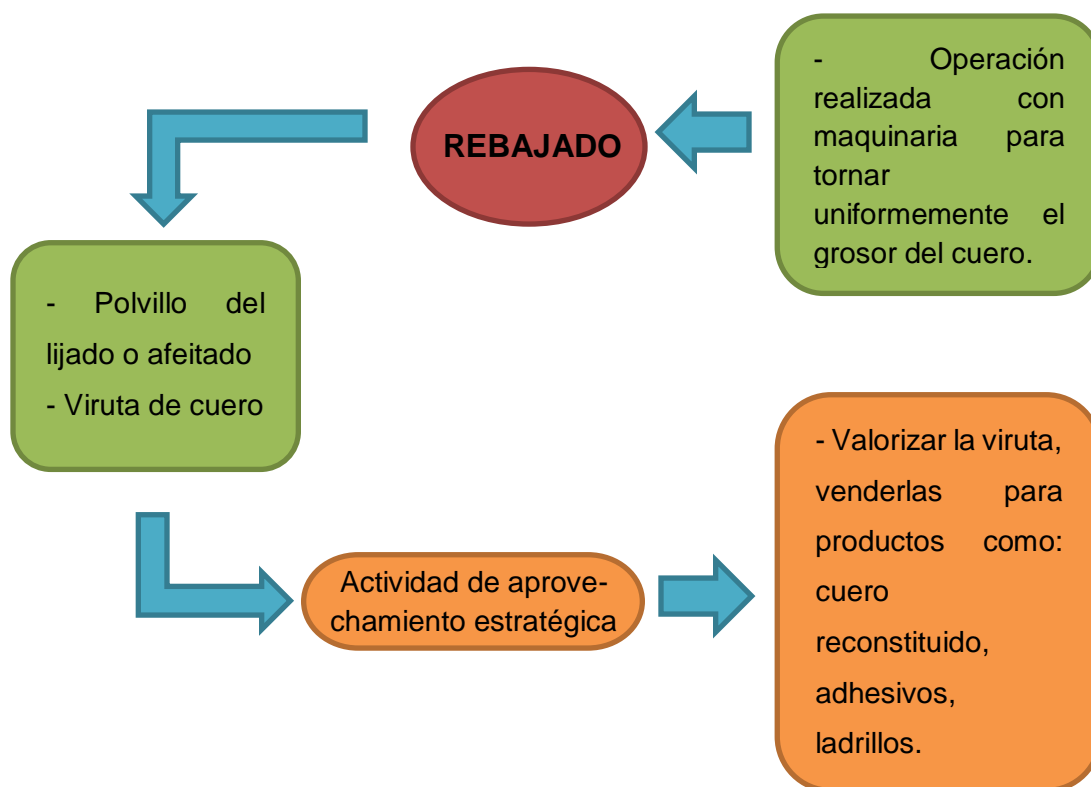 - Operación
realizada con
maquinaria para
tornar
uniformemente el
grosor del cuero.
REBAJADO
- Polvillo del
lijado o afeitado
- Viruta de cuero
Actividad de aprove-
chamiento estratégica
- Valorizar la viruta,
venderlas para
productos como:
cuero
reconstituido,
adhesivos,
ladrillos.